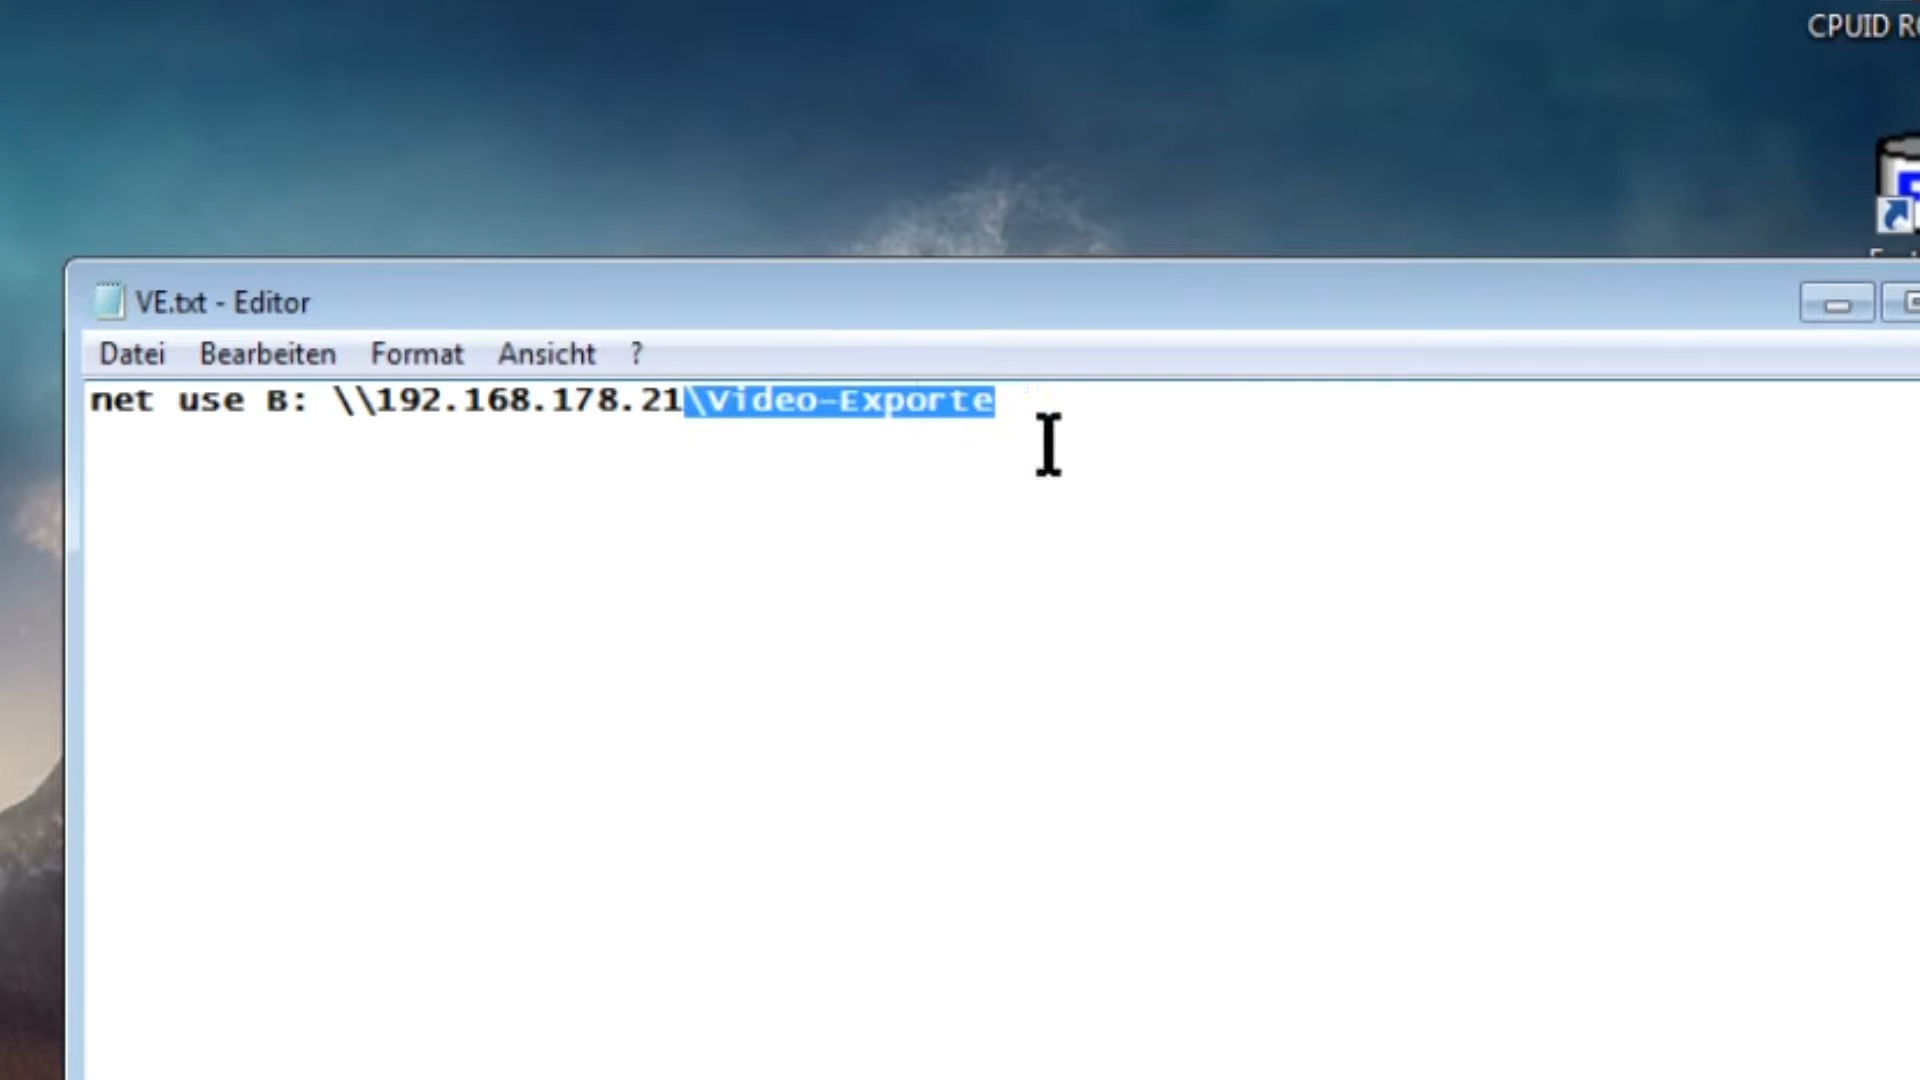 CPUID
VE.txt - Editor
Datei Bearbeiten Format Ansicht ?
net use B: \\192.168.178.21\Video-Exporte